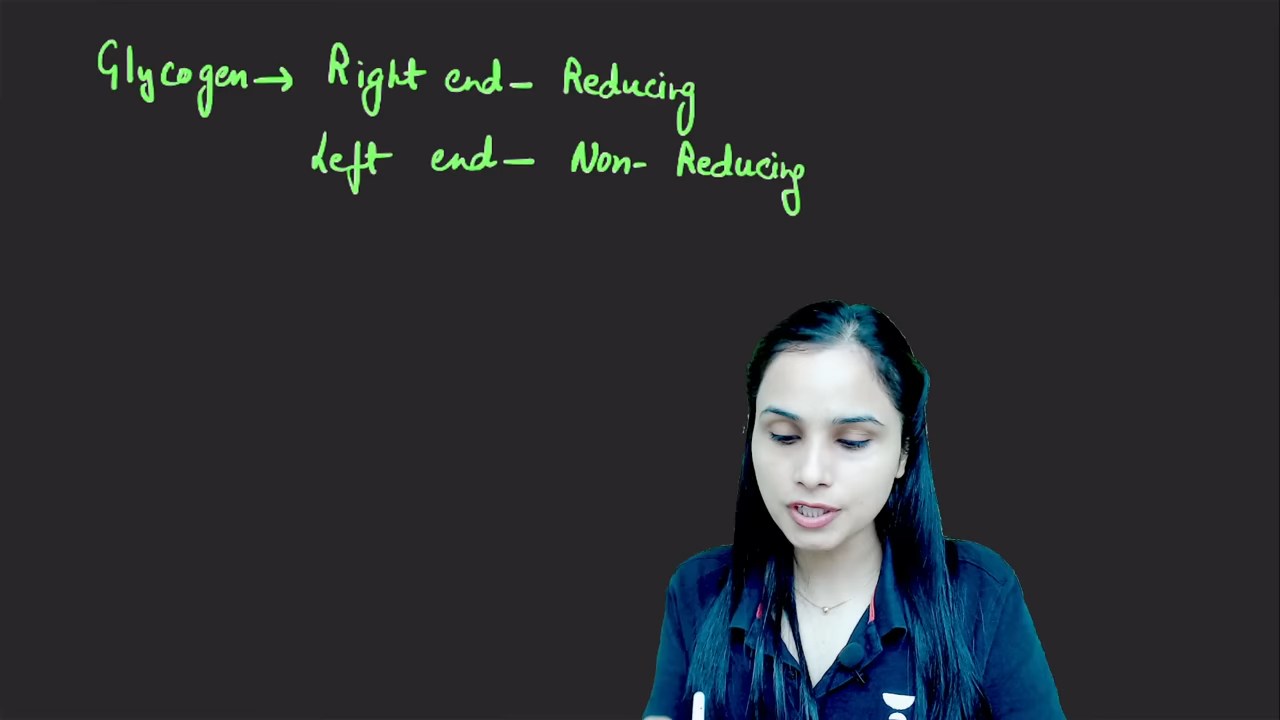 Glycogen → Right end - Reducing
Left end - Non- Reducing